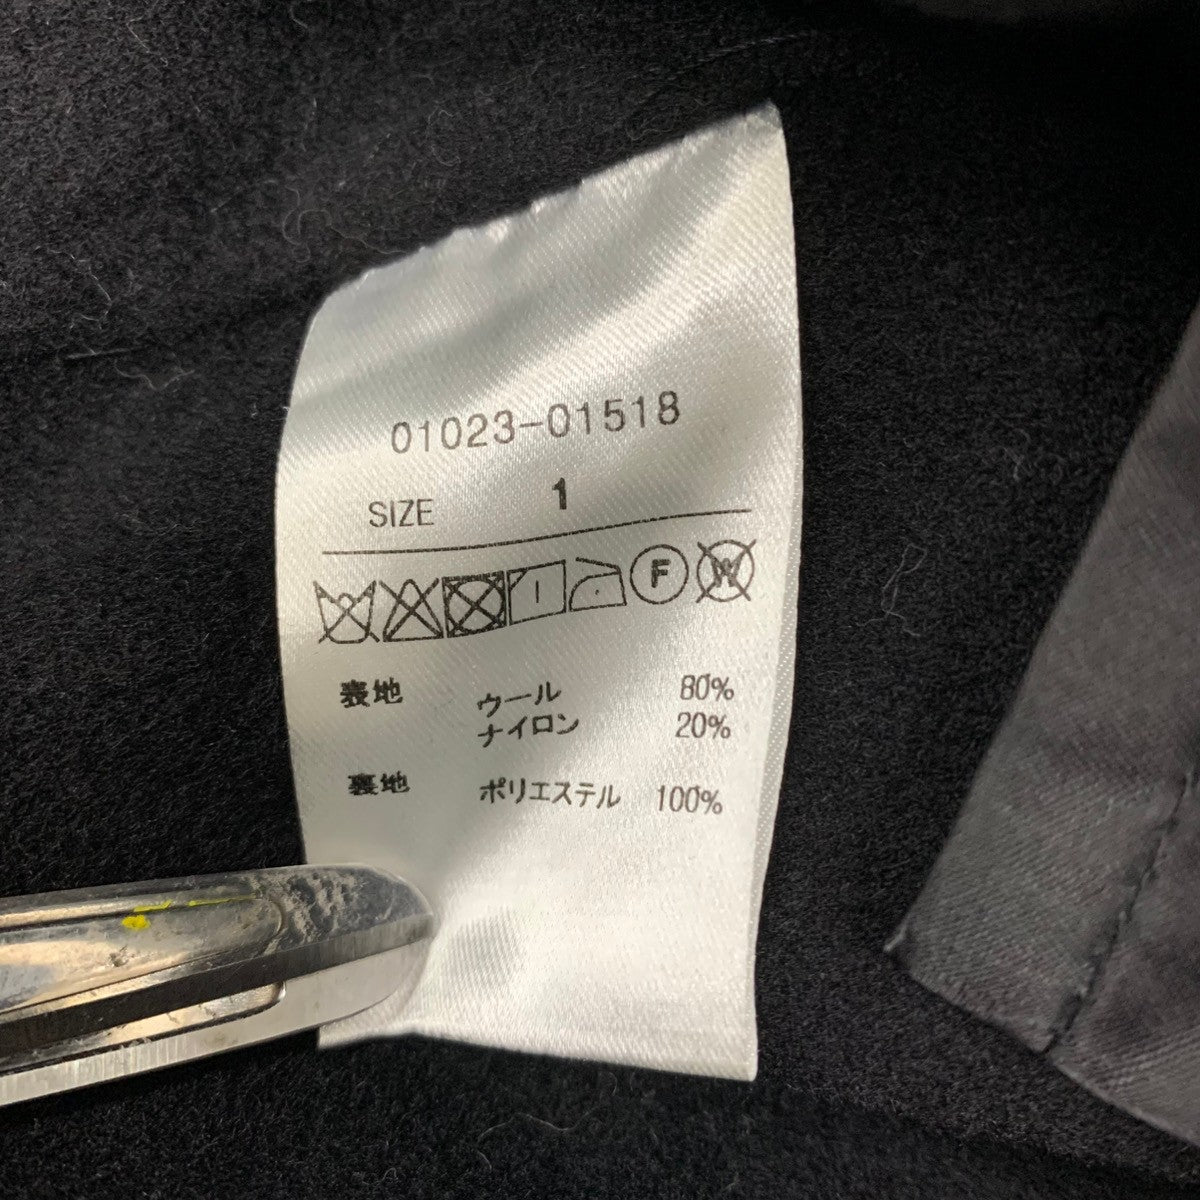 01023-01518
SIZE 1
F W
表地 ウール 80%
ナイロン 20%
裏地 ポリエステル 100%